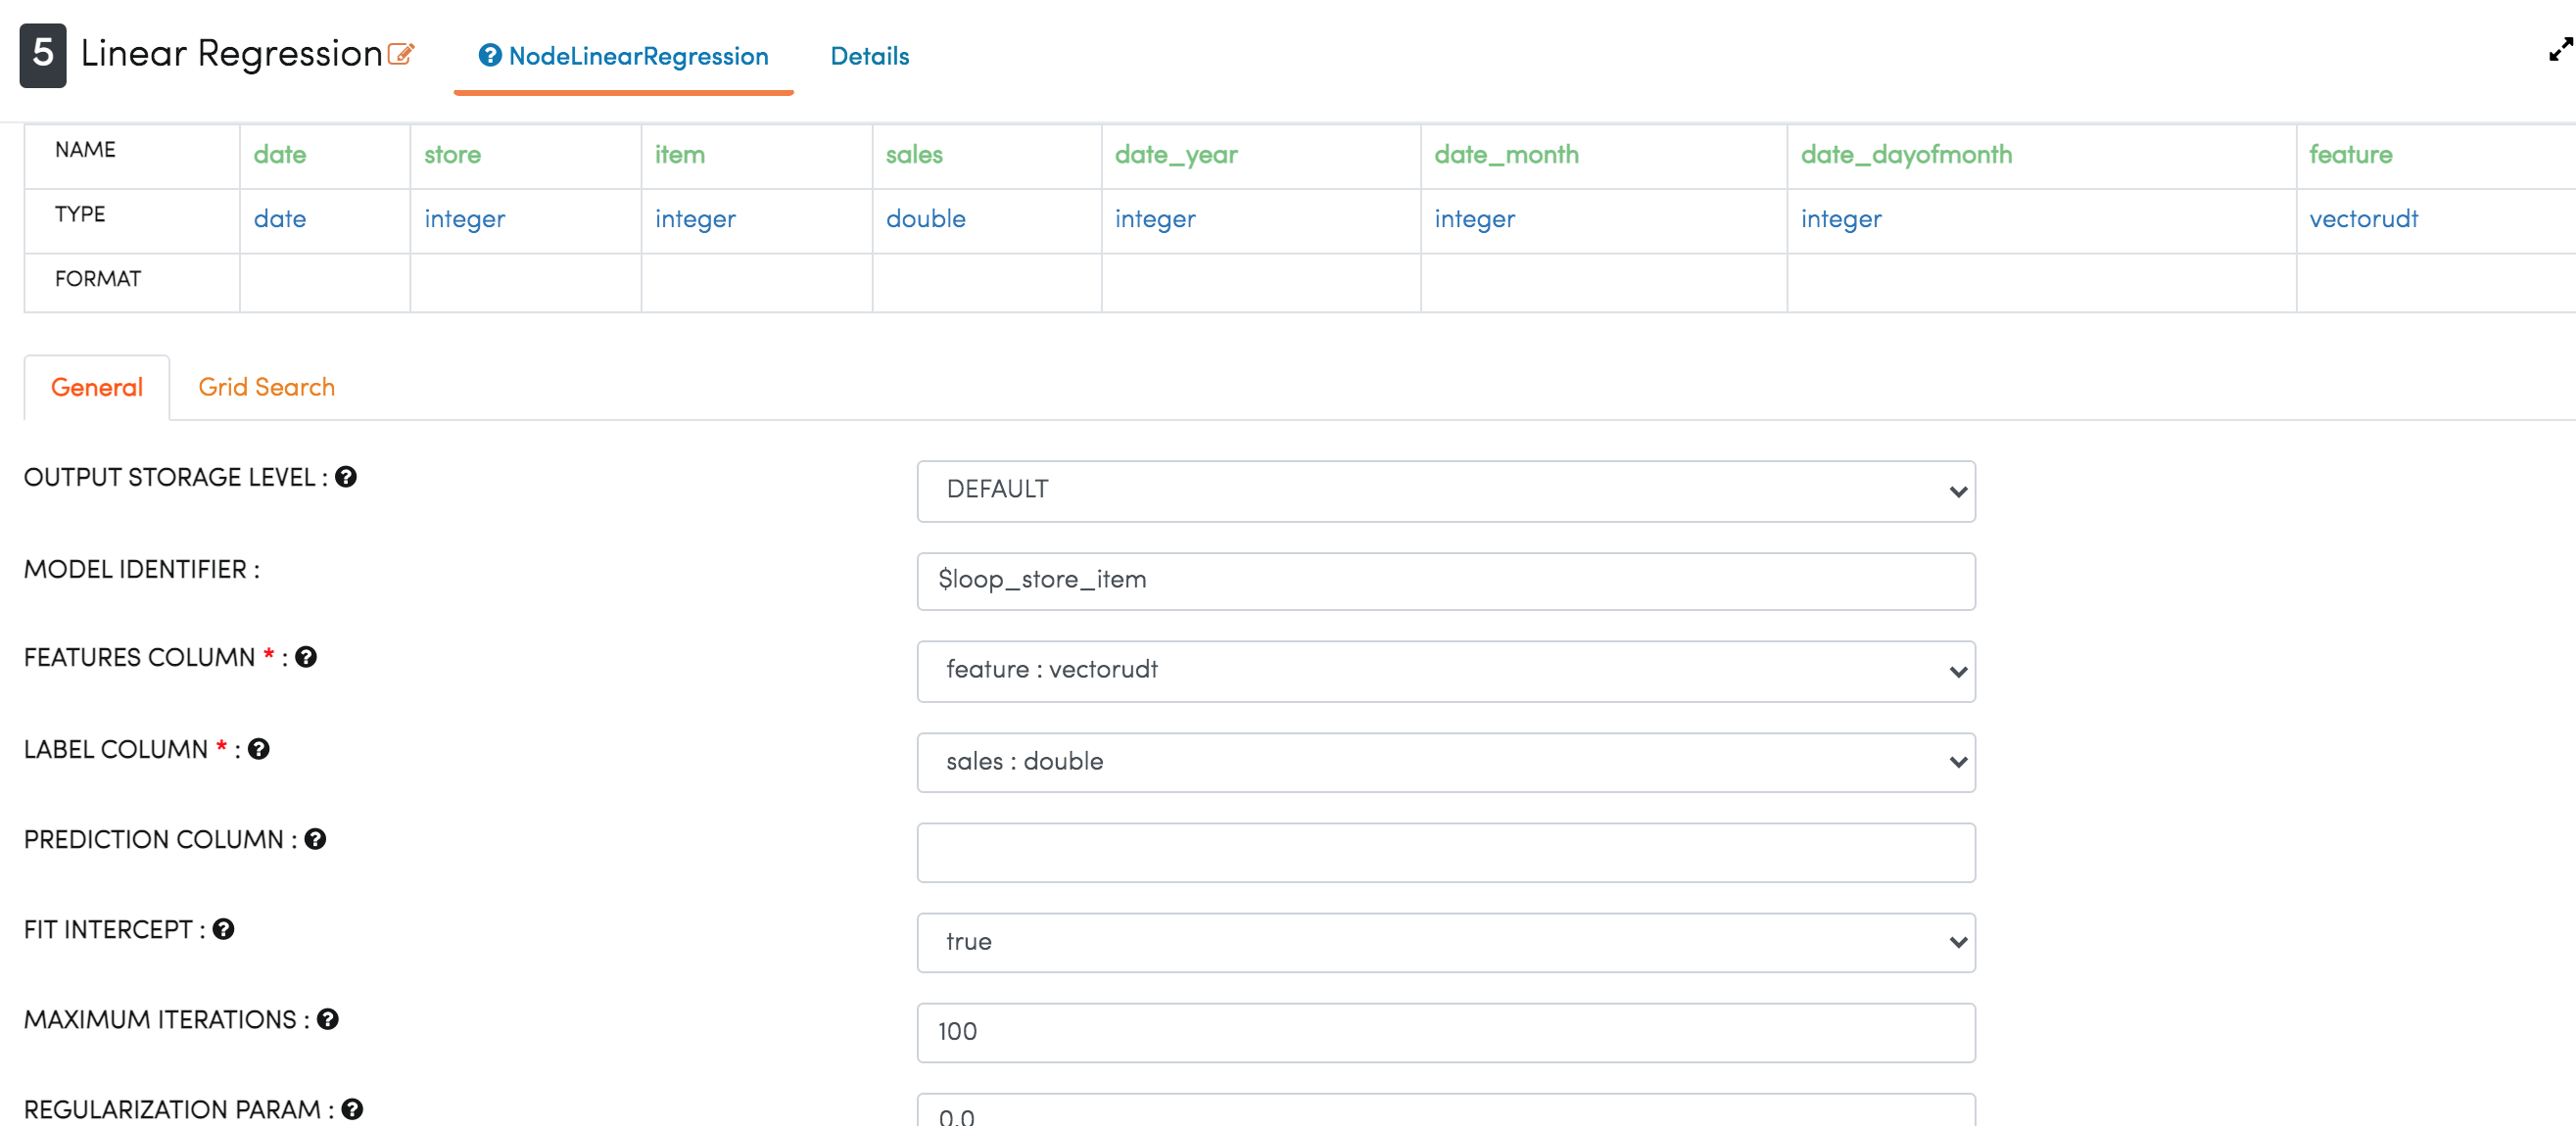 5 Linear Regression NodeLinearRegression Details
NAME date store item sales date_year date_month date_dayofmonth feature
TYPE date integer integer double integer integer integer vectorudt
FORMAT
General Grid Search
OUTPUT STORAGE LEVEL : DEFAULT
MODEL IDENTIFIER : $loop_store_item
FEATURES COLUMN * : feature : vectorudt
LABEL COLUMN * : sales : double
PREDICTION COLUMN :
FIT INTERCEPT : true
MAXIMUM ITERATIONS : 100
REGULARIZATION PARAM : 0.0